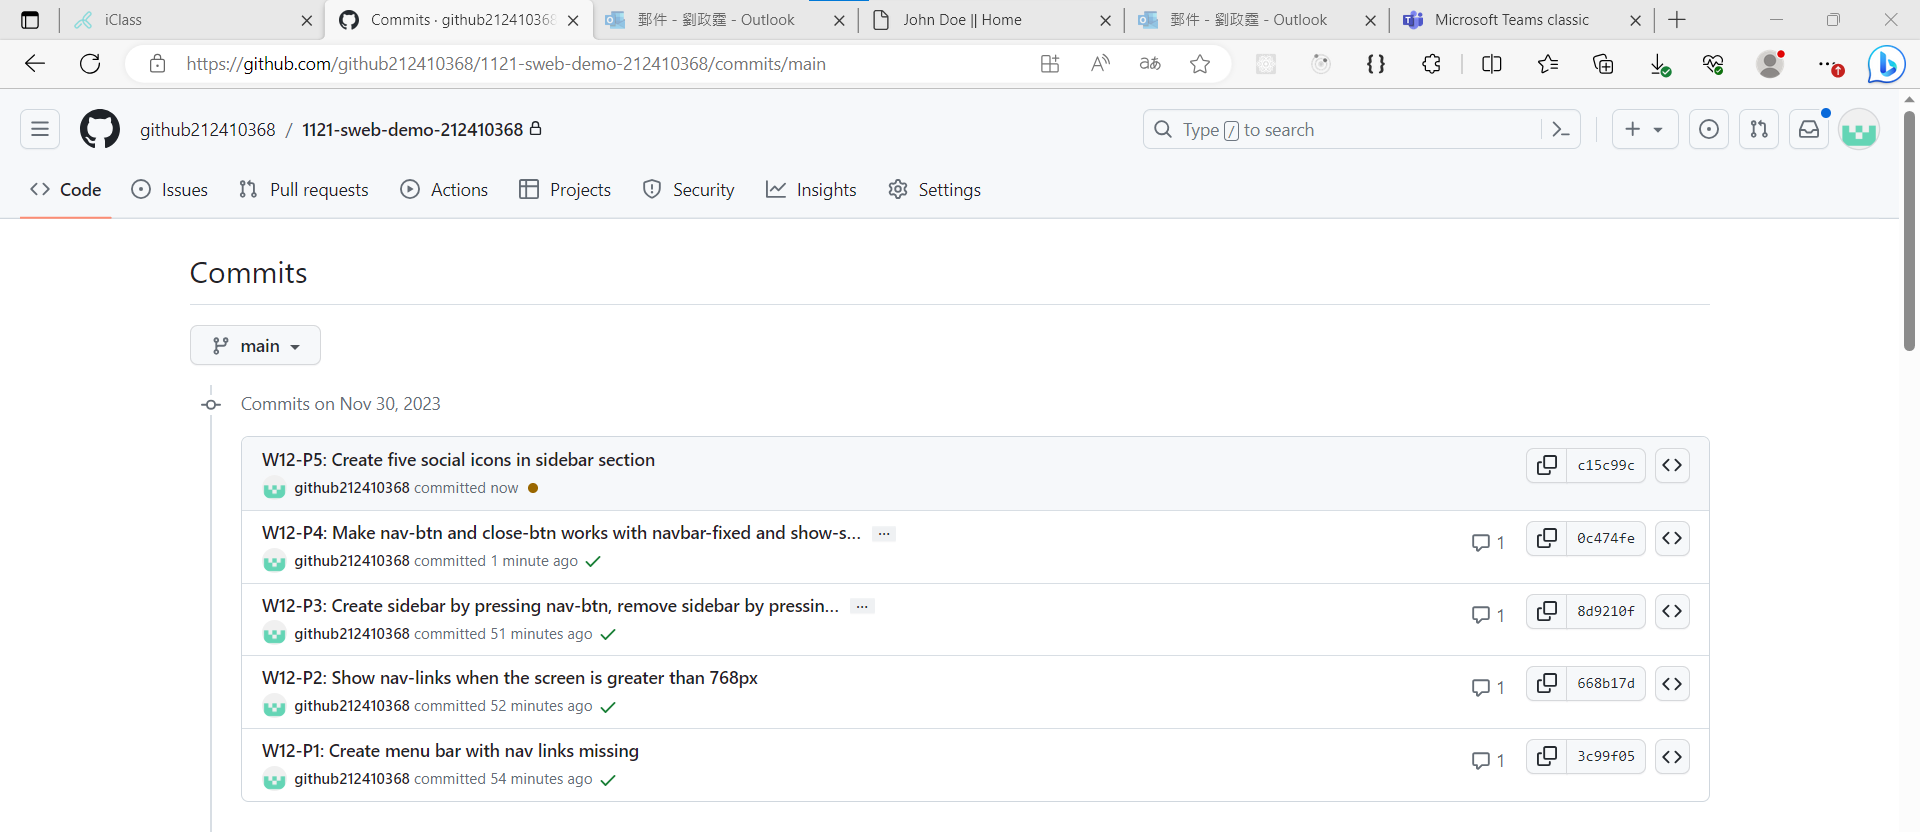 iClass
Commits · github212410368
郵件 - 劉政霆 - Outlook
John Doe || Home
郵件 - 劉政霆 - Outlook
Microsoft Teams classic
https://github.com/github212410368/1121-sweb-demo-212410368/commits/main
github212410368 / 1121-sweb-demo-212410368
Type / to search
Code
Issues
Pull requests
Actions
Projects
Security
Insights
Settings
Commits
main
Commits on Nov 30, 2023
W12-P5: Create five social icons in sidebar section
c15c99c
github212410368 committed now
W12-P4: Make nav-btn and close-btn works with navbar-fixed and show-s... ...
1
0c474fe
github212410368 committed 1 minute ago
W12-P3: Create sidebar by pressing nav-btn, remove sidebar by pressin... ...
1
8d9210f
github212410368 committed 51 minutes ago
W12-P2: Show nav-links when the screen is greater than 768px
1
668b17d
github212410368 committed 52 minutes ago
W12-P1: Create menu bar with nav links missing
1
3c99f05
github212410368 committed 54 minutes ago